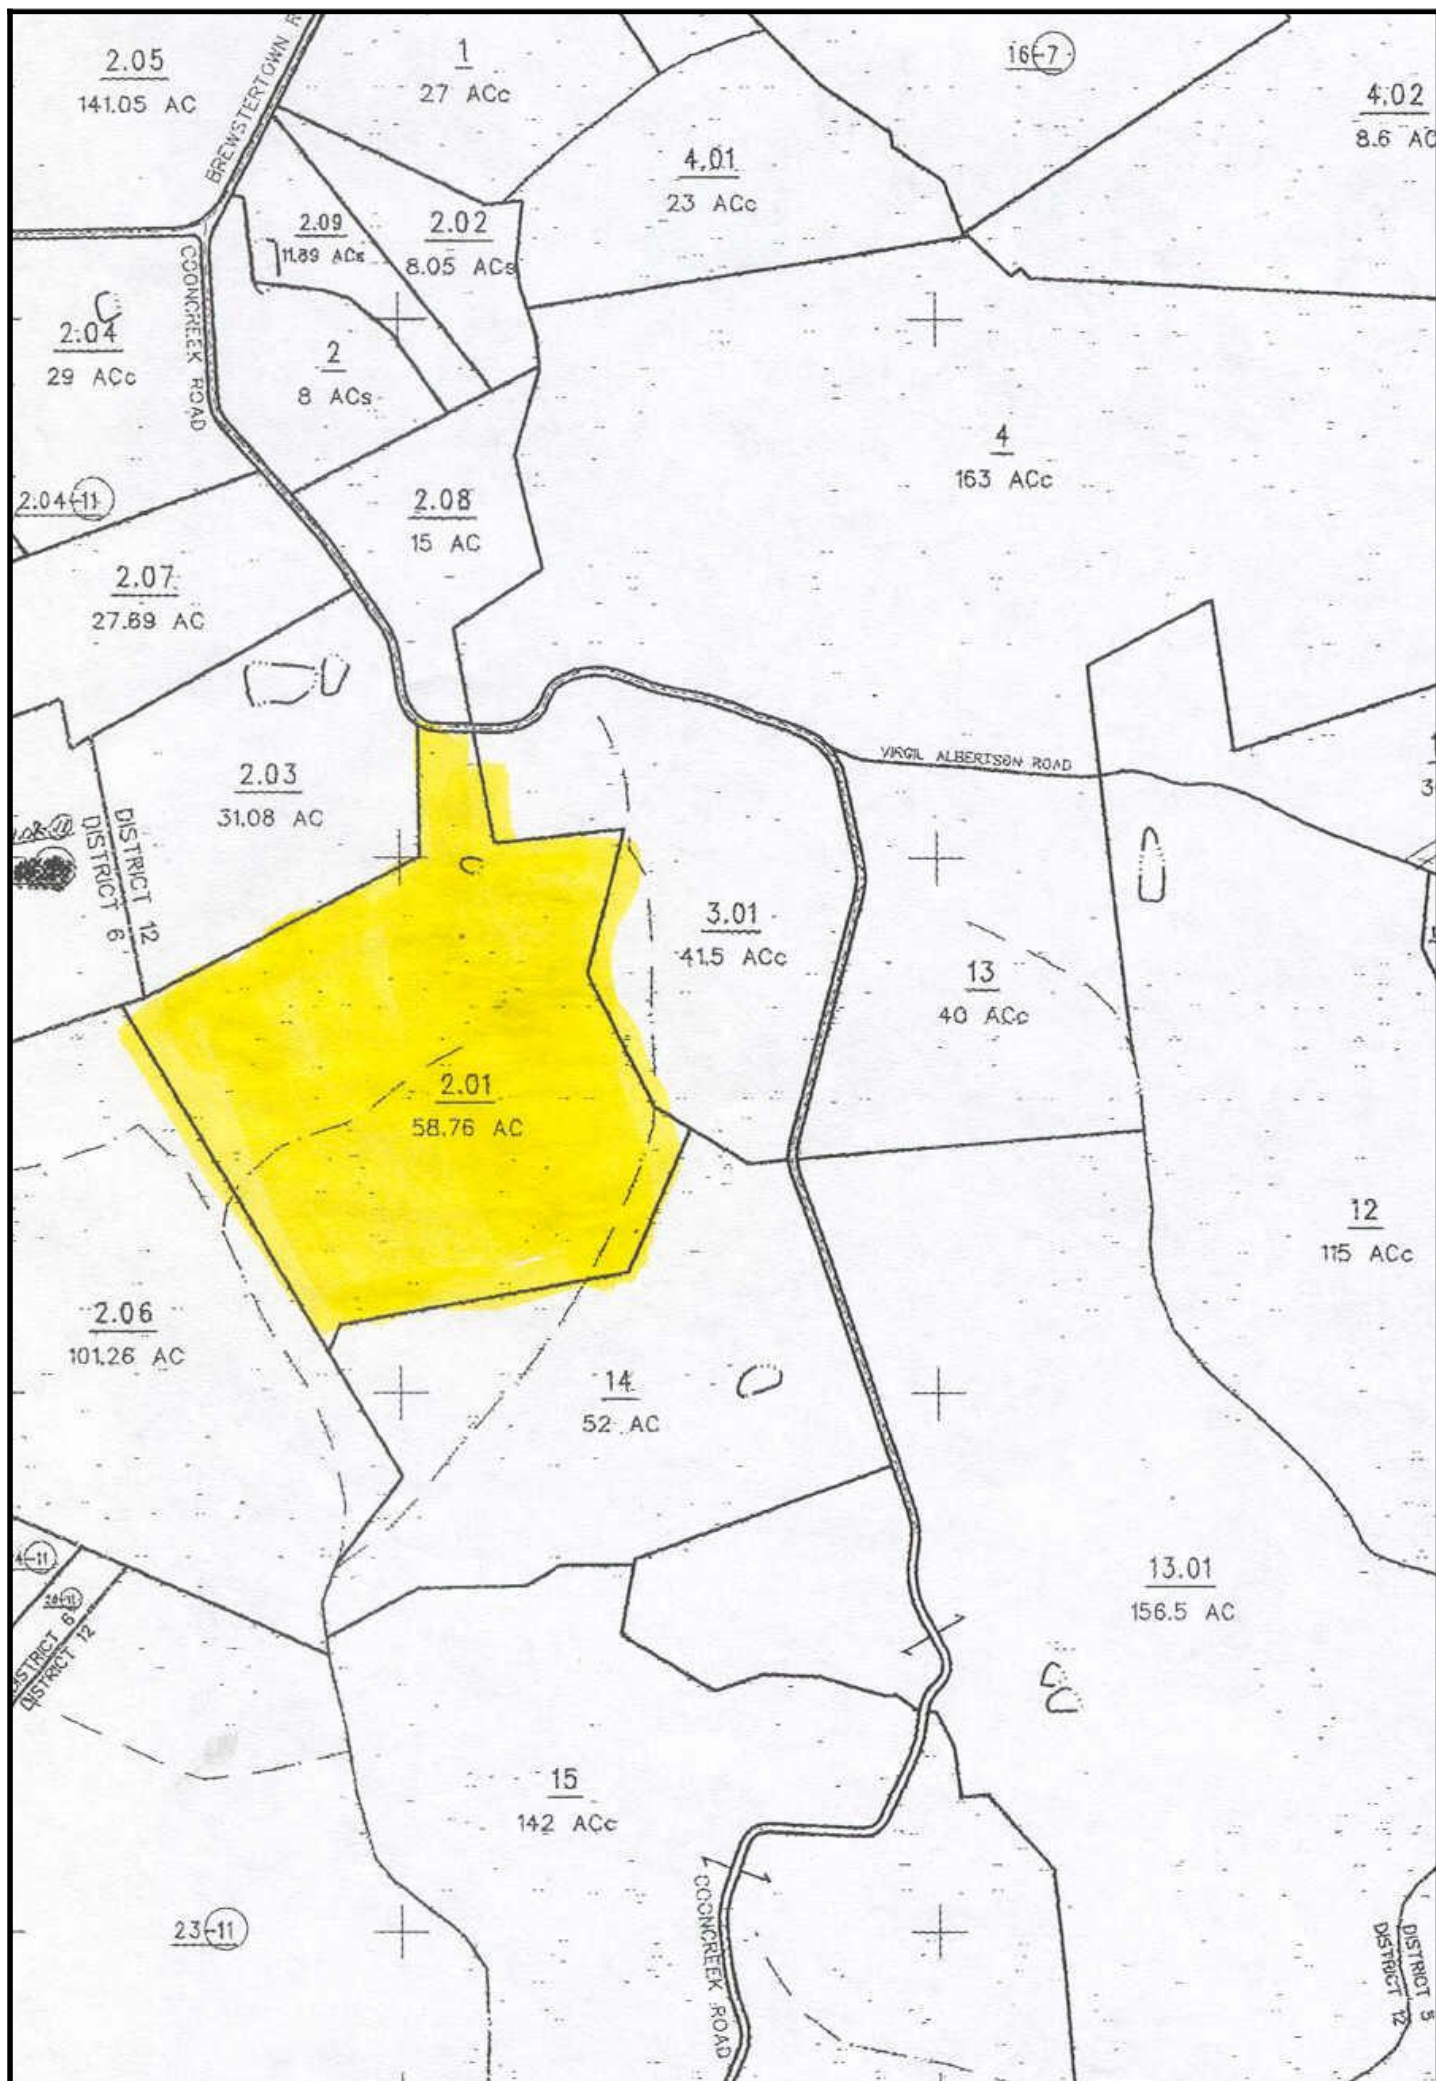 2.05
141.05 AC
BREWSTERTOWN R
1
27 ACc
16-7
4.02
8.6 AC
4.01
23 ACc
2.09
11.89 ACs
2.02
8.05 ACs
COONCREEK ROAD
2.04
29 ACc
2
8 ACs
4
163 ACc
2.04-11
2.08
15 AC
2.07
27.69 AC
VIRGIL ALBERTSON ROAD
2.03
31.08 AC
DISTRICT 12
DISTRICT 6
3.01
41.5 ACc
13
40 ACc
2.01
58.76 AC
12
115 ACc
2.06
101.26 AC
14
52 AC
4-11
DISTRICT 6
DISTRICT 12
13.01
156.5 AC
15
142 ACc
23-11
COONCREEK ROAD
DISTRICT 5
DISTRICT 12